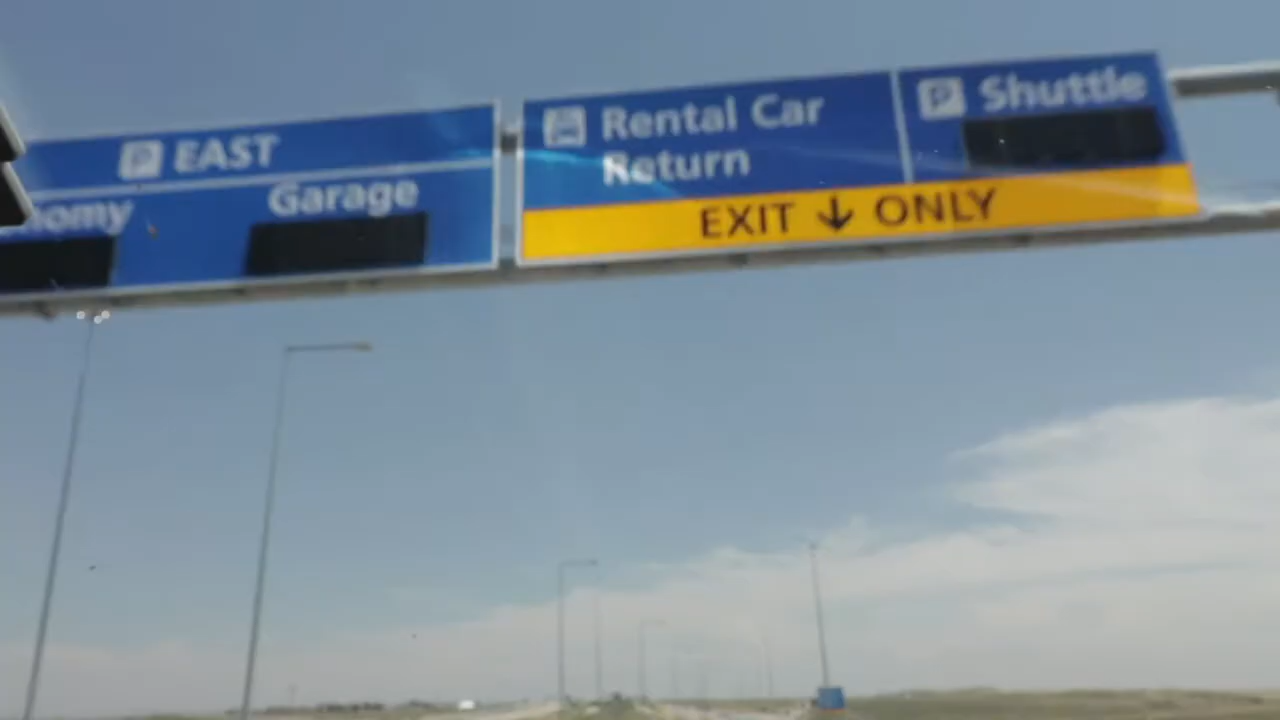 P EAST
Garage
Rental Car
Return
P Shuttle
EXIT ↓ ONLY